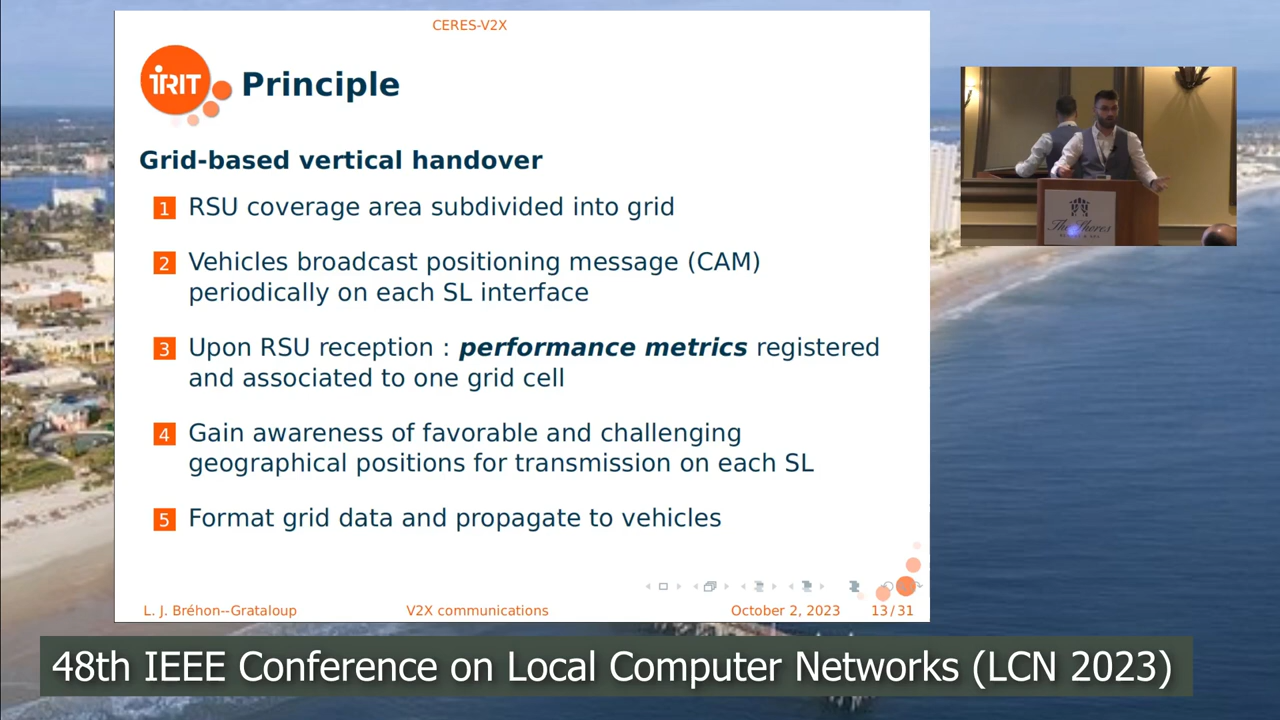 CERES-V2X
iRIT
Principle
Grid-based vertical handover
1 RSU coverage area subdivided into grid
2 Vehicles broadcast positioning message (CAM)
periodically on each SL interface
3 Upon RSU reception : performance metrics registered
and associated to one grid cell
4 Gain awareness of favorable and challenging
geographical positions for transmission on each SL
5 Format grid data and propagate to vehicles
L. J. Bréhon--Grataloup V2X communications October 2, 2023 13/31
The Shores
48th IEEE Conference on Local Computer Networks (LCN 2023)